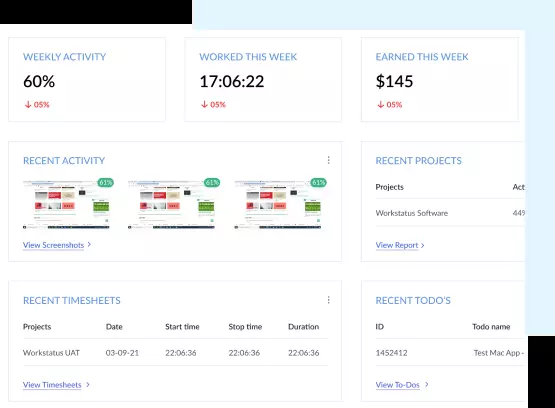 WEEKLY ACTIVITY
60%
↓ 05%
WORKED THIS WEEK
17:06:22
↓ 05%
EARNED THIS WEEK
$145
↓ 05%
RECENT ACTIVITY
61%
61%
61%
View Screenshots >
RECENT PROJECTS
Projects Act
Workstatus Software 44%
View Report >
RECENT TIMESHEETS
Projects Date Start time Stop time Duration
Workstatus UAT 03-09-21 22:06:36 22:06:36 22:06:36
View Timesheets >
RECENT TODO'S
ID Todo name
1452412 Test Mac App -
View To-Dos >